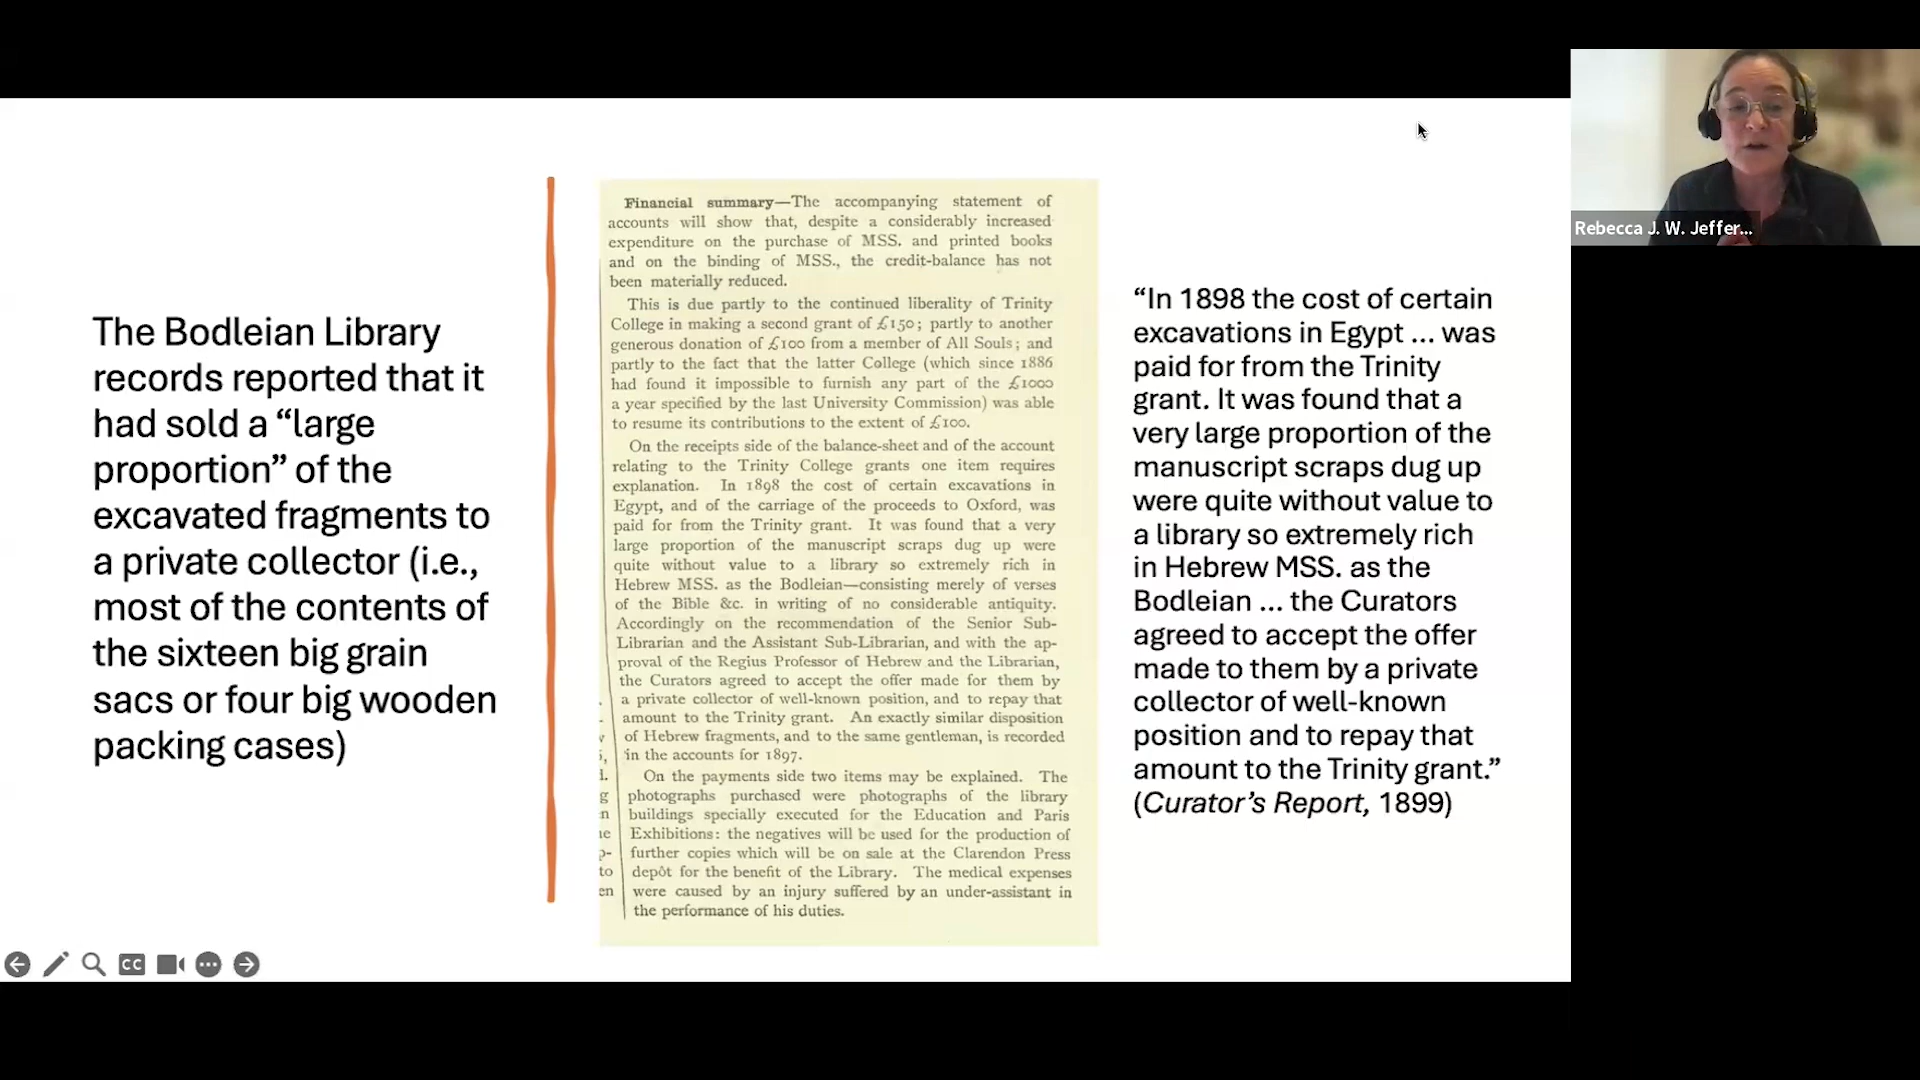 The Bodleian Library
records reported that it
had sold a “large
proportion” of the
excavated fragments to
a private collector (i.e.,
most of the contents of
the sixteen big grain
sacs or four big wooden
packing cases)
Financial summary—The accompanying statement of
accounts will show that, despite a considerably increased
expenditure on the purchase of MSS. and printed books
and on the binding of MSS., the credit-balance has not
been materially reduced.
This is due partly to the continued liberality of Trinity
College in making a second grant of £150; partly to another
generous donation of £100 from a member of All Souls; and
partly to the fact that the latter College (which since 1886
had found it impossible to furnish any part of the £1000
a year specified by the last University Commission) was able
to resume its contributions to the extent of £100.
On the receipts side of the balance-sheet and of the account
relating to the Trinity College grants one item requires
explanation. In 1898 the cost of certain excavations in
Egypt, and of the carriage of the proceeds to Oxford, was
paid for from the Trinity grant. It was found that a very
large proportion of the manuscript scraps dug up were
quite without value to a library so extremely rich in
Hebrew MSS. as the Bodleian—consisting merely of verses
of the Bible &c. in writing of no considerable antiquity.
Accordingly on the recommendation of the Senior Sub-
Librarian and the Assistant Sub-Librarian, and with the ap-
proval of the Regius Professor of Hebrew and the Librarian,
the Curators agreed to accept the offer made for them by
a private collector of well-known position, and to repay that
amount to the Trinity grant. An exactly similar disposition
of Hebrew fragments, and to the same gentleman, is recorded
in the accounts for 1897.
On the payments side two items may be explained. The
photographs purchased were photographs of the library
buildings specially executed for the Education and Paris
Exhibitions: the negatives will be used for the production of
further copies which will be on sale at the Clarendon Press
depôt for the benefit of the Library. The medical expenses
were caused by an injury suffered by an under-assistant in
the performance of his duties.
“In 1898 the cost of certain
excavations in Egypt ... was
paid for from the Trinity
grant. It was found that a
very large proportion of the
manuscript scraps dug up
were quite without value to
a library so extremely rich
in Hebrew MSS. as the
Bodleian ... the Curators
agreed to accept the offer
made to them by a private
collector of well-known
position and to repay that
amount to the Trinity grant.”
(Curator’s Report, 1899)
Rebecca J. W. Jeffer...
CC